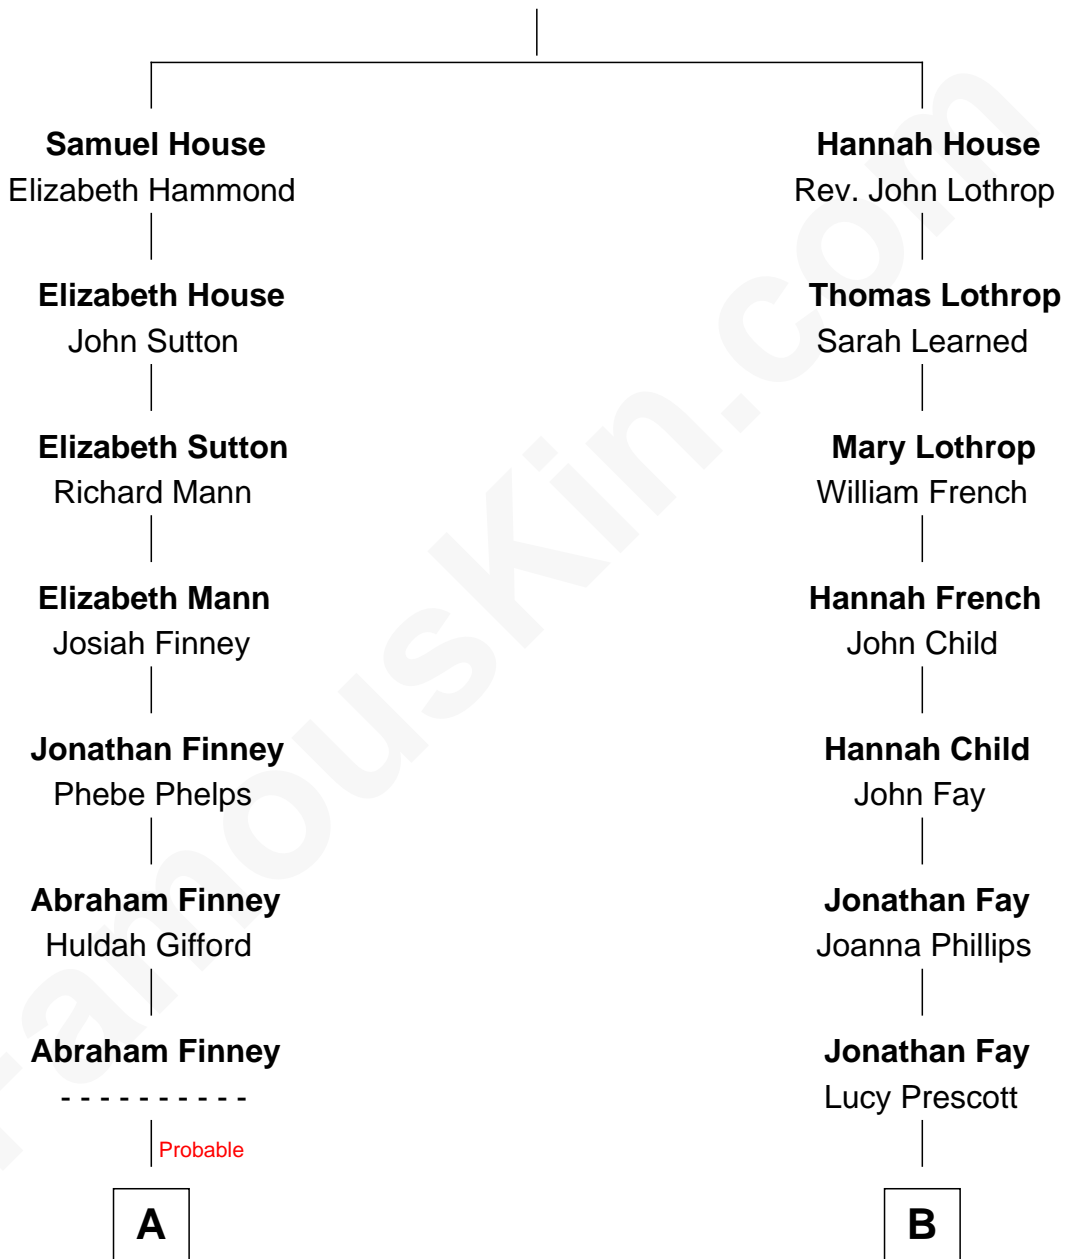 Samuel House
Elizabeth Hammond
Elizabeth House
John Sutton
Elizabeth Sutton
Richard Mann
Elizabeth Mann
Josiah Finney
Jonathan Finney
Phebe Phelps
Abraham Finney
Huldah Gifford
Abraham Finney
- - - - - - - - - -
Probable
A
Hannah House
Rev. John Lothrop
Thomas Lothrop
Sarah Learned
Mary Lothrop
William French
Hannah French
John Child
Hannah Child
John Fay
Jonathan Fay
Joanna Phillips
Jonathan Fay
Lucy Prescott
B
FamousKin.com